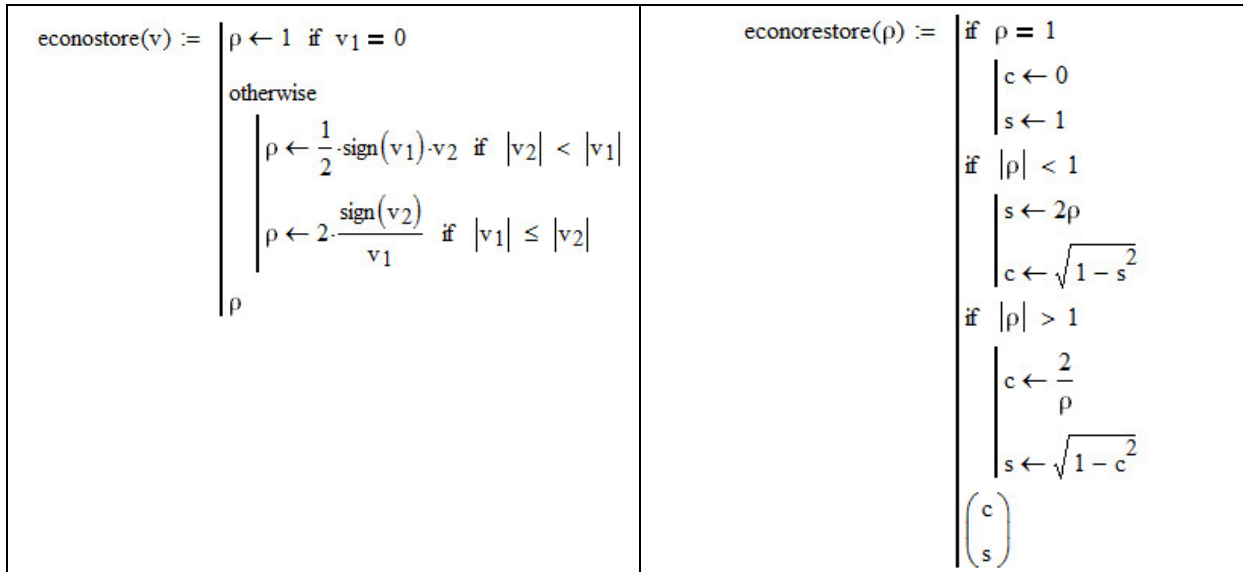 econostore(v) := ρ ← 1 if v1 = 0
otherwise
ρ ← 1/2 · sign(v1) · v2 if |v2| < |v1|
ρ ← 2 · sign(v2)/v1 if |v1| ≤ |v2|
ρ
econorestore(ρ) := if ρ = 1
c ← 0
s ← 1
if |ρ| < 1
s ← 2ρ
c ← √(1 − s²)
if |ρ| > 1
c ← 2/ρ
s ← √(1 − c²)
(c
s)